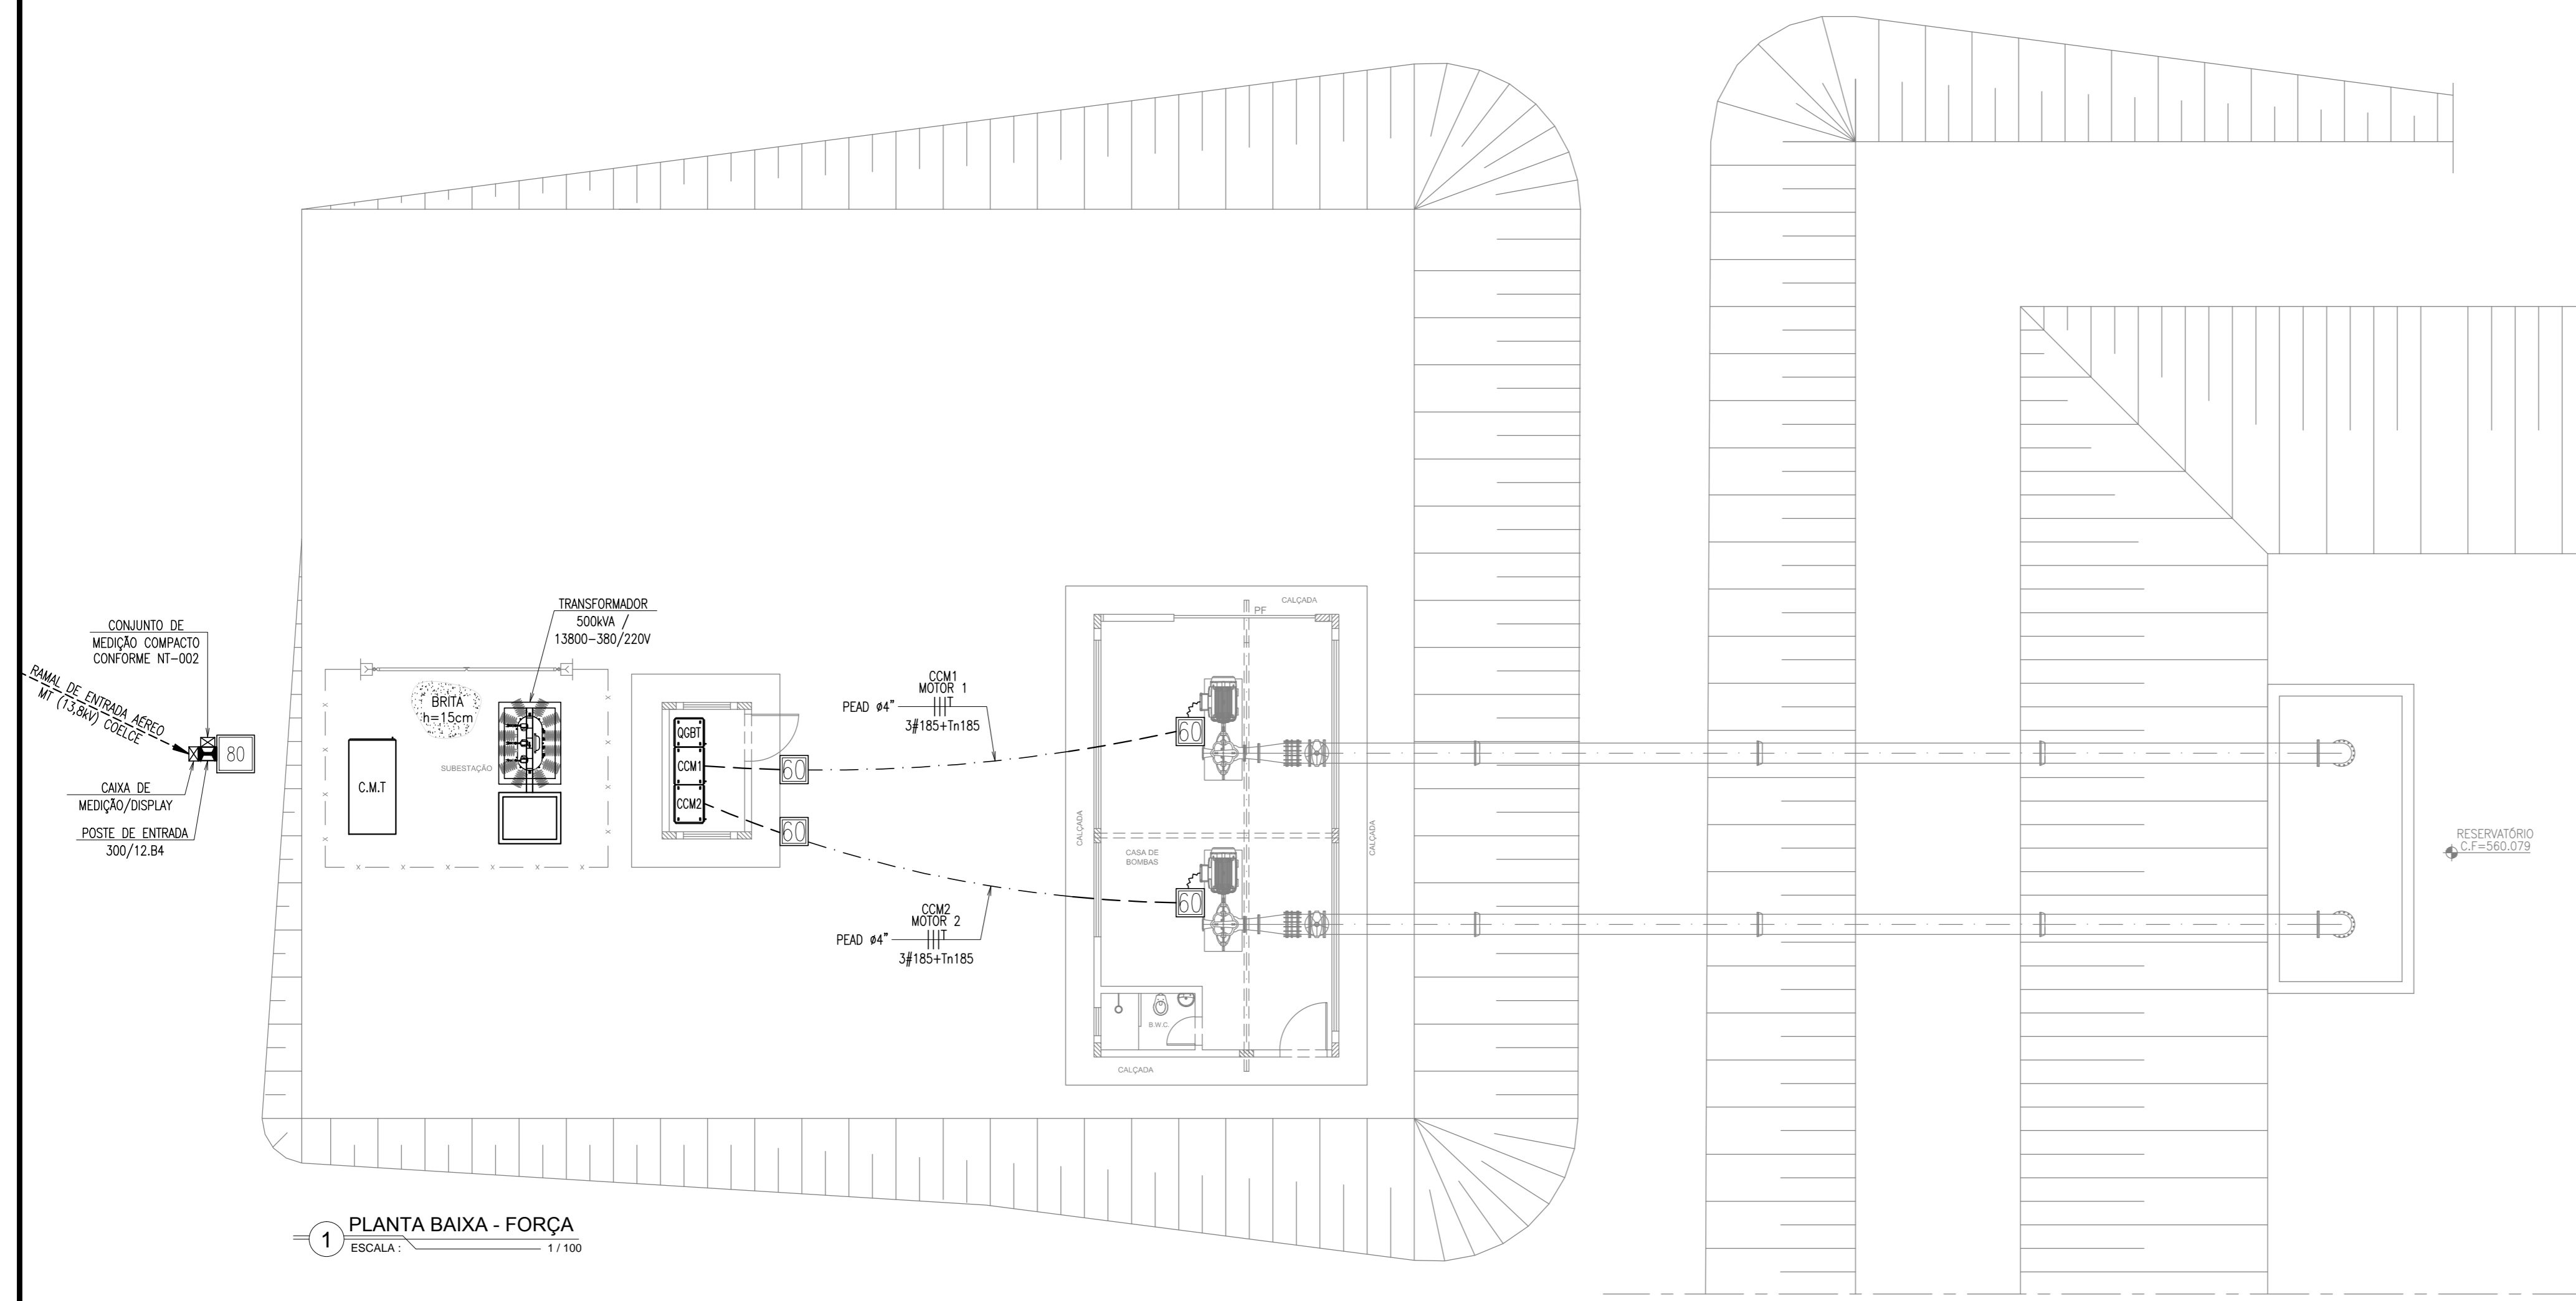 CONJUNTO DE
MEDIÇÃO COMPACTO
CONFORME NT-002
RAMAL DE ENTRADA AÉREO
MT (13,8kV) COELCE
80
CAIXA DE
MEDIÇÃO/DISPLAY
POSTE DE ENTRADA
300/12.B4
TRANSFORMADOR
500kVA /
13800-380/220V
BRITA
h=15cm
SUBESTAÇÃO
C.M.T
QGBT
CCM1
CCM2
60
60
CCM1
MOTOR 1
T
PEAD ø4"
3#185+Tn185
CCM2
MOTOR 2
T
PEAD ø4"
3#185+Tn185
CALÇADA
PF
60
CALÇADA
CASA DE
BOMBAS
CALÇADA
60
B.W.C.
CALÇADA
RESERVATÓRIO
C.F=560.079
1
PLANTA BAIXA - FORÇA
ESCALA :
1 / 100